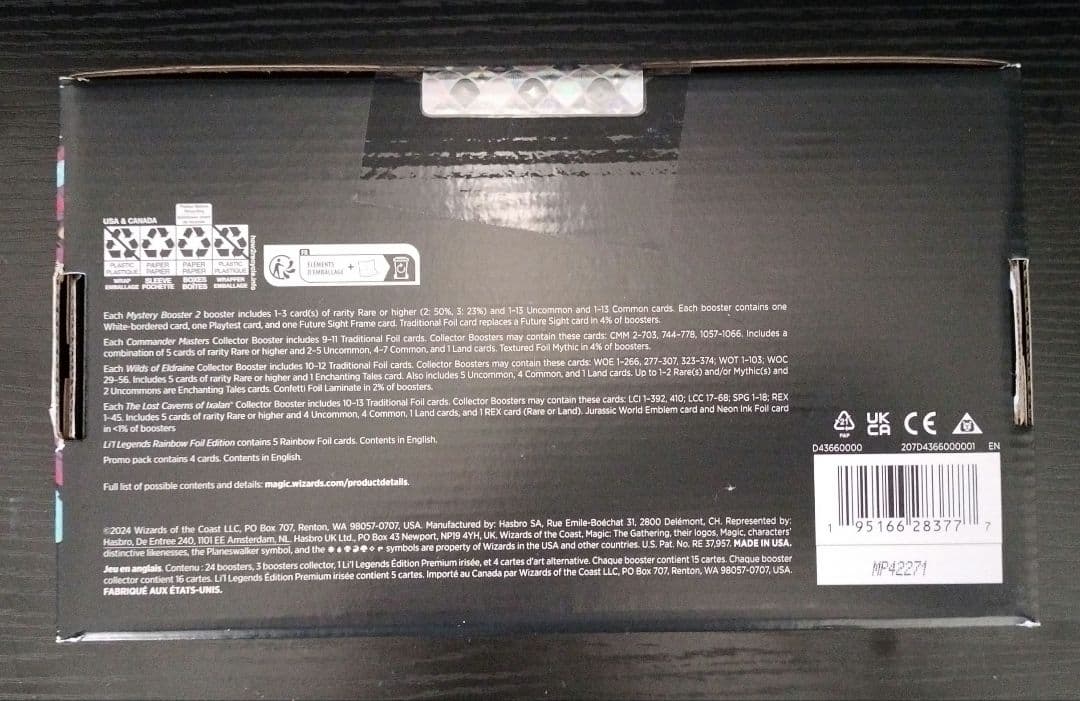 USA & CANADA
PLASTIC PAPER PAPER PLASTIC
PLASTIQUE PAPIER PAPIER PLASTIQUE
WRAP SLEEVE BOXES WRAPPER
EMBALLAGE POCHETTE BOÎTES EMBALLAGE
how2recycle.info
FR
ÉLÉMENTS
D'EMBALLAGE +
Each Mystery Booster 2 booster includes 1-3 card(s) of rarity Rare or higher (2: 50%, 3: 23%) and 1-13 Uncommon and 1-13 Common cards. Each booster contains one
White-bordered card, one Playtest card, and one Future Sight Frame card. Traditional Foil card replaces a Future Sight card in 4% of boosters.
Each Commander Masters Collector Booster includes 9-11 Traditional Foil cards. Collector Boosters may contain these cards: CMM 2-703, 744-778, 1057-1066. Includes a
combination of 5 cards of rarity Rare or higher and 2-5 Uncommon, 4-7 Common, and 1 Land cards. Textured Foil Mythic in 4% of boosters.
Each Wilds of Eldraine Collector Booster includes 10-12 Traditional Foil cards. Collector Boosters may contain these cards: WOE 1-266, 277-307, 323-374; WOT 1-103; WOC
29-56. Includes 5 cards of rarity Rare or higher and 1 Enchanting Tales card. Also includes 5 Uncommon, 4 Common, and 1 Land cards. Up to 1-2 Rare(s) and/or Mythic(s) and
2 Uncommons are Enchanting Tales cards. Confetti Foil Laminate in 2% of boosters.
Each The Lost Caverns of Ixalan® Collector Booster includes 10-13 Traditional Foil cards. Collector Boosters may contain these cards: LCI 1-392, 410; LCC 17-68; SPG 1-18; REX
1-45. Includes 5 cards of rarity Rare or higher and 4 Uncommon, 4 Common, 1 Land cards, and 1 REX card (Rare or Land). Jurassic World Emblem card and Neon Ink Foil card
in <1% of boosters
Li'l Legends Rainbow Foil Edition contains 5 Rainbow Foil cards. Contents in English.
Promo pack contains 4 cards. Contents in English.
Full list of possible contents and details: magic.wizards.com/productdetails.
©2024 Wizards of the Coast LLC, PO Box 707, Renton, WA 98057-0707, USA. Manufactured by: Hasbro SA, Rue Emile-Boéchat 31, 2800 Delémont, CH. Represented by:
Hasbro, De Entree 240, 1101 EE Amsterdam, NL. Hasbro UK Ltd., PO Box 43 Newport, NP19 4YH, UK. Wizards of the Coast, Magic: The Gathering, their logos, Magic, characters'
distinctive likenesses, the Planeswalker symbol, and the symbols are property of Wizards in the USA and other countries. U.S. Pat. No. RE 37,957. MADE IN USA.
Jeu en anglais. Contenu : 24 boosters, 3 boosters collector, 1 Li'l Legends Édition Premium irisée, et 4 cartes d'art alternative. Chaque booster contient 15 cartes. Chaque booster
collector contient 16 cartes. Li'l Legends Édition Premium irisée contient 5 cartes. Importé au Canada par Wizards of the Coast LLC, PO Box 707, Renton, WA 98057-0707, USA.
FABRIQUÉ AUX ÉTATS-UNIS.
21
PAP
UK
CA
CE
D43660000 207D4366000001 EN
1 95166 28377 7
MP42271